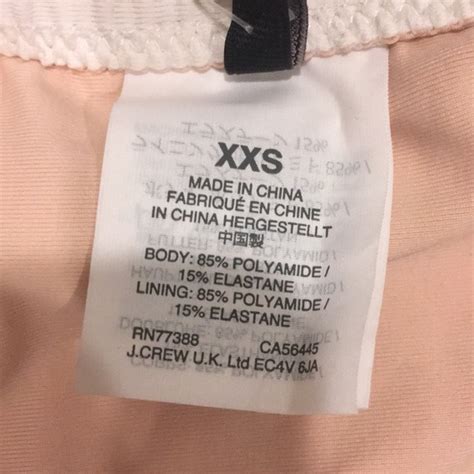 XXS
MADE IN CHINA
FABRIQUÉ EN CHINE
IN CHINA HERGESTELLT
中国製
BODY: 85% POLYAMIDE /
15% ELASTANE
LINING: 85% POLYAMIDE /
15% ELASTANE
RN77388 CA56445
J.CREW U.K. Ltd EC4V 6JA